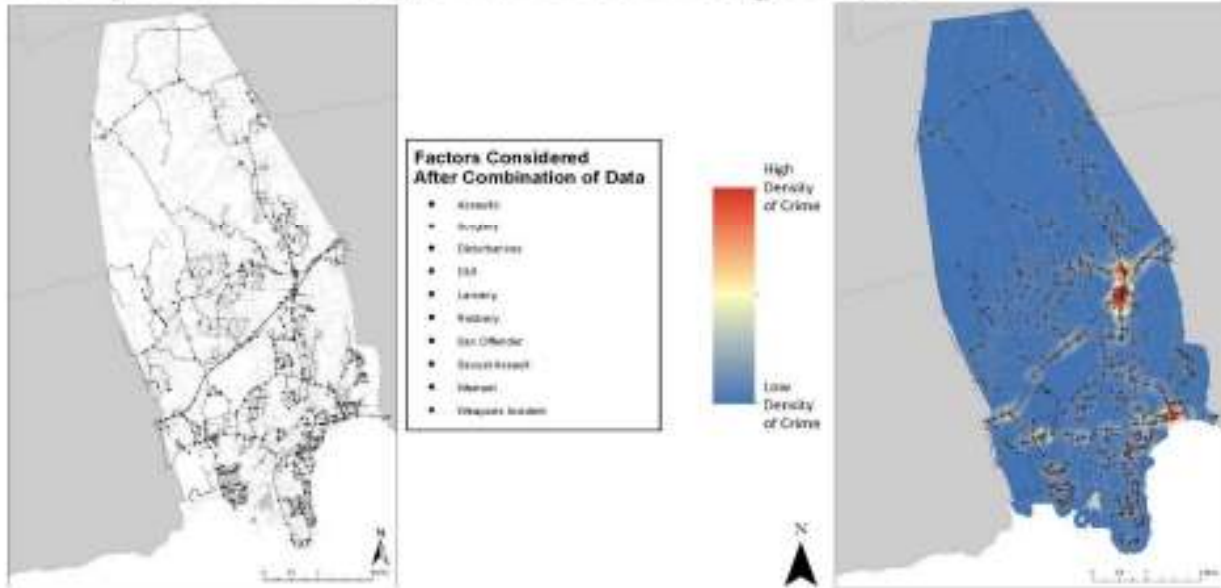 N
Factors Considered
After Combination of Data
Assaults
Burglary
Disturbances
DUI
Larceny
Robbery
Sex Offender
Sexual Assault
Warrant
Weapons Incident
High
Density
of Crime
Low
Density
of Crime
N